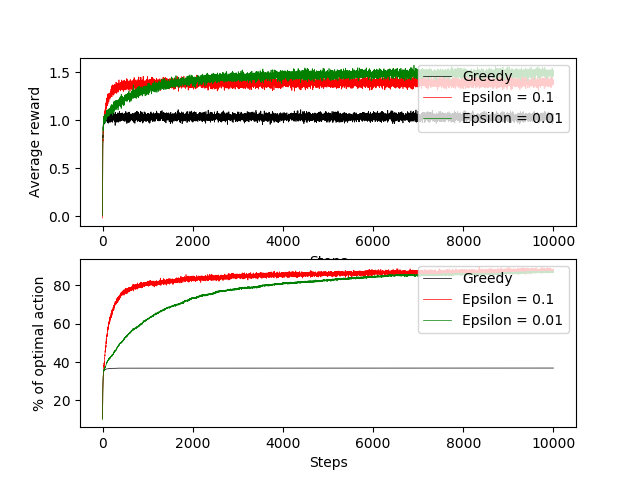 1.5
1.0
0.5
0.0
Average reward
Greedy
Epsilon = 0.1
Epsilon = 0.01
0 2000 4000 6000 8000 10000
Steps
80
60
40
20
% of optimal action
Greedy
Epsilon = 0.1
Epsilon = 0.01
0 2000 4000 6000 8000 10000
Steps